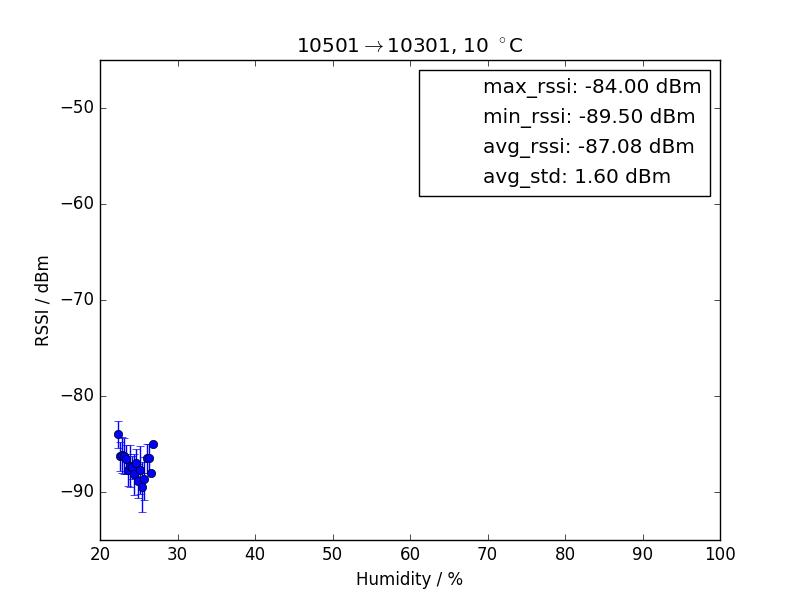 10501→10301, 10 °C
max_rssi: -84.00 dBm
min_rssi: -89.50 dBm
avg_rssi: -87.08 dBm
avg_std: 1.60 dBm
RSSI / dBm
−50
−60
−70
−80
−90
20 30 40 50 60 70 80 90 100
Humidity / %